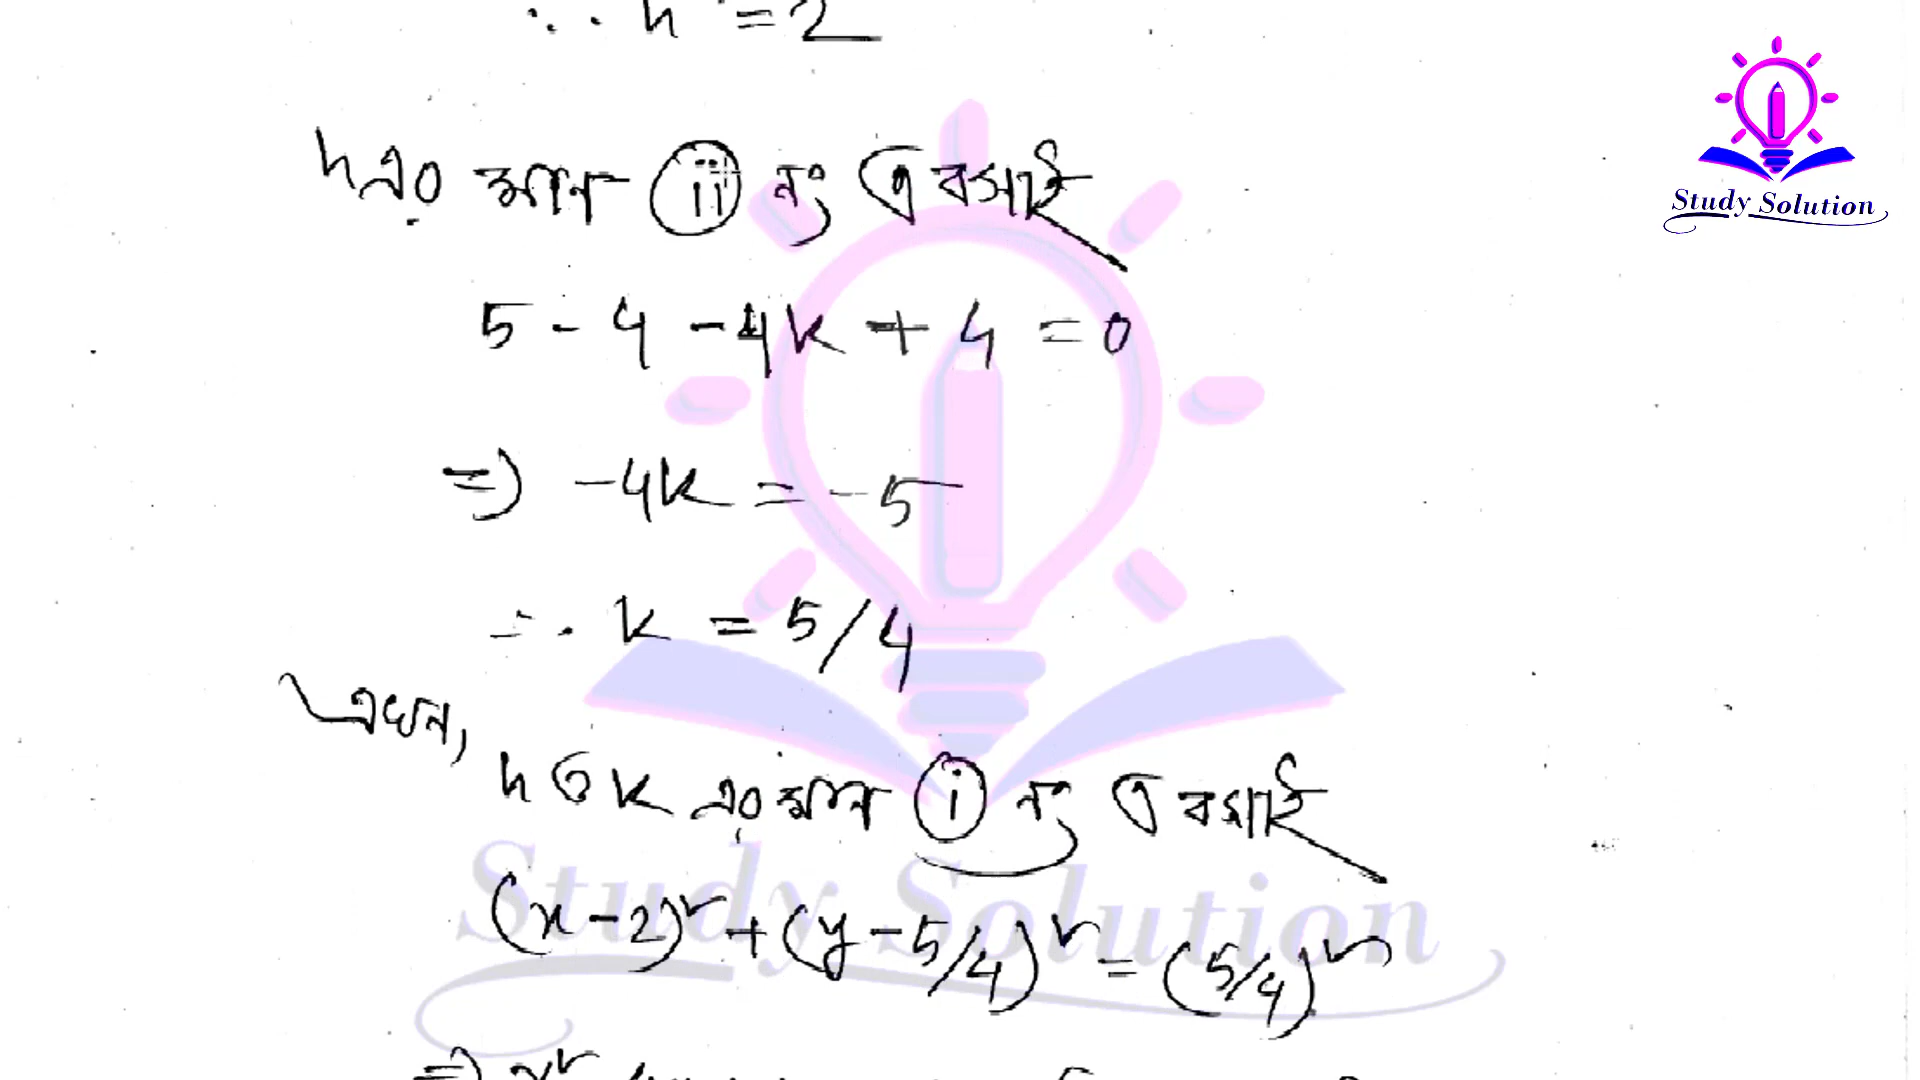 ∴ h = 2
h এর মান (ii) নং এ বসাই
5 - 4 - 4k + 4 = 0
=> -4k = -5
∴ k = 5/4
এখন,
h ও k এর মান (i) নং এ বসাই
(x-2)² + (y-5/4)² = (5/4)²
Study Solution
Study Solution